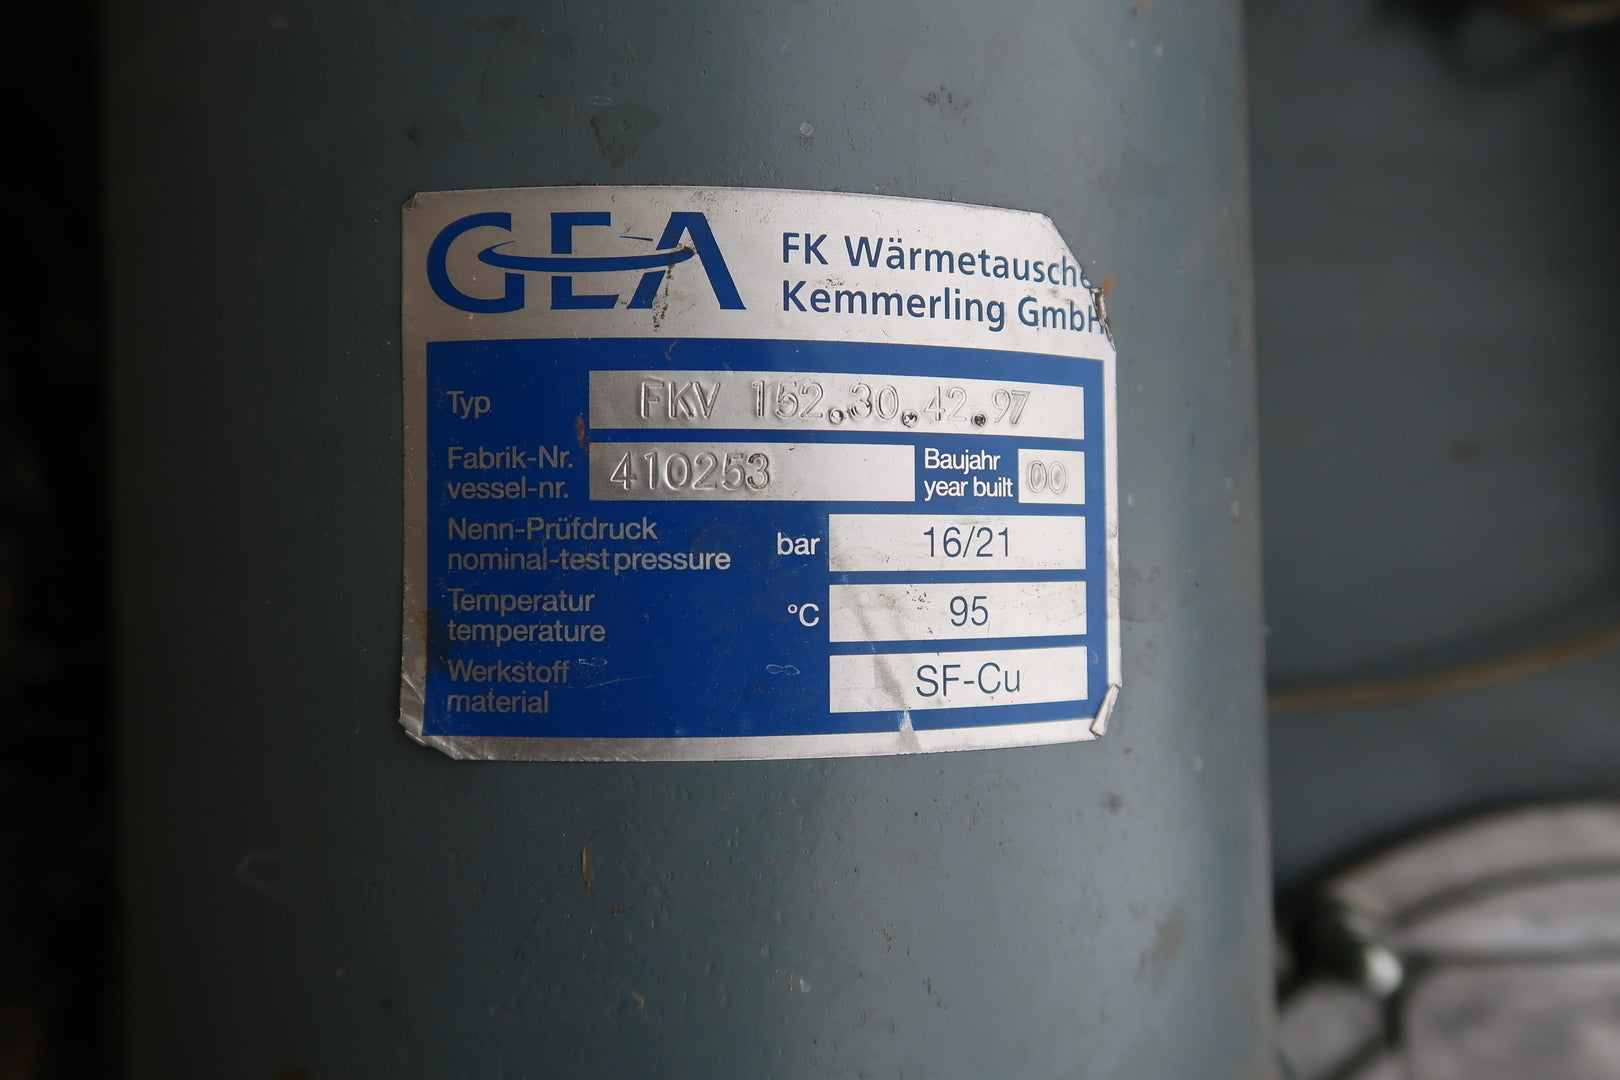 GEA
FK Wärmetausche
Kemmerling GmbH
Typ FKV 152.30.42.97
Fabrik-Nr.
vessel-nr. 410253
Baujahr
year built 00
Nenn-Prüfdruck
nominal-test pressure bar 16/21
Temperatur
temperature °C 95
Werkstoff
material SF-Cu